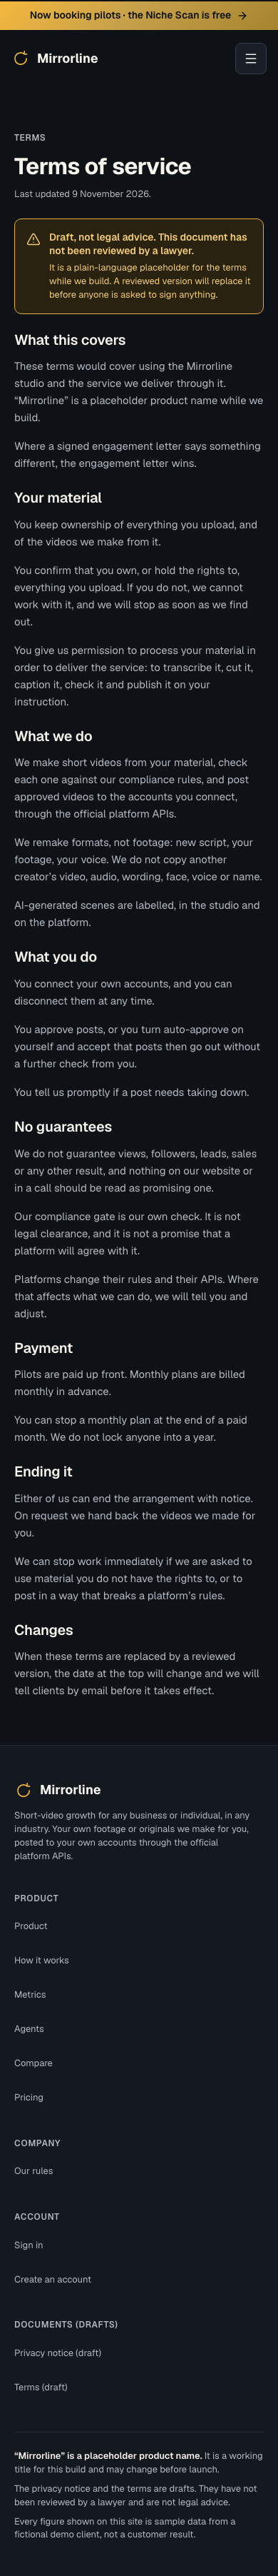 Now booking pilots · the Niche Scan is free →
Mirrorline
TERMS
Terms of service
Last updated 9 November 2026.
Draft, not legal advice. This document has
not been reviewed by a lawyer.
It is a plain-language placeholder for the terms
while we build. A reviewed version will replace it
before anyone is asked to sign anything.
What this covers
These terms would cover using the Mirrorline
studio and the service we deliver through it.
“Mirrorline” is a placeholder product name while we
build.
Where a signed engagement letter says something
different, the engagement letter wins.
Your material
You keep ownership of everything you upload, and
of the videos we make from it.
You confirm that you own, or hold the rights to,
everything you upload. If you do not, we cannot
work with it, and we will stop as soon as we find
out.
You give us permission to process your material in
order to deliver the service: to transcribe it, cut it,
caption it, check it and publish it on your
instruction.
What we do
We make short videos from your material, check
each one against our compliance rules, and post
approved videos to the accounts you connect,
through the official platform APIs.
We remake formats, not footage: new script, your
footage, your voice. We do not copy another
creator’s video, audio, wording, face, voice or name.
AI-generated scenes are labelled, in the studio and
on the platform.
What you do
You connect your own accounts, and you can
disconnect them at any time.
You approve posts, or you turn auto-approve on
yourself and accept that posts then go out without
a further check from you.
You tell us promptly if a post needs taking down.
No guarantees
We do not guarantee views, followers, leads, sales
or any other result, and nothing on our website or
in a call should be read as promising one.
Our compliance gate is our own check. It is not
legal clearance, and it is not a promise that a
platform will agree with it.
Platforms change their rules and their APIs. Where
that affects what we can do, we will tell you and
adjust.
Payment
Pilots are paid up front. Monthly plans are billed
monthly in advance.
You can stop a monthly plan at the end of a paid
month. We do not lock anyone into a year.
Ending it
Either of us can end the arrangement with notice.
On request we hand back the videos we made for
you.
We can stop work immediately if we are asked to
use material you do not have the rights to, or to
post in a way that breaks a platform’s rules.
Changes
When these terms are replaced by a reviewed
version, the date at the top will change and we will
tell clients by email before it takes effect.
Mirrorline
Short-video growth for any business or individual, in any
industry. Your own footage or originals we make for you,
posted to your own accounts through the official
platform APIs.
PRODUCT
Product
How it works
Metrics
Agents
Compare
Pricing
COMPANY
Our rules
ACCOUNT
Sign in
Create an account
DOCUMENTS (DRAFTS)
Privacy notice (draft)
Terms (draft)
“Mirrorline” is a placeholder product name. It is a working
title for this build and may change before launch.
The privacy notice and the terms are drafts. They have not
been reviewed by a lawyer and are not legal advice.
Every figure shown on this site is sample data from a
fictional demo client, not a customer result.